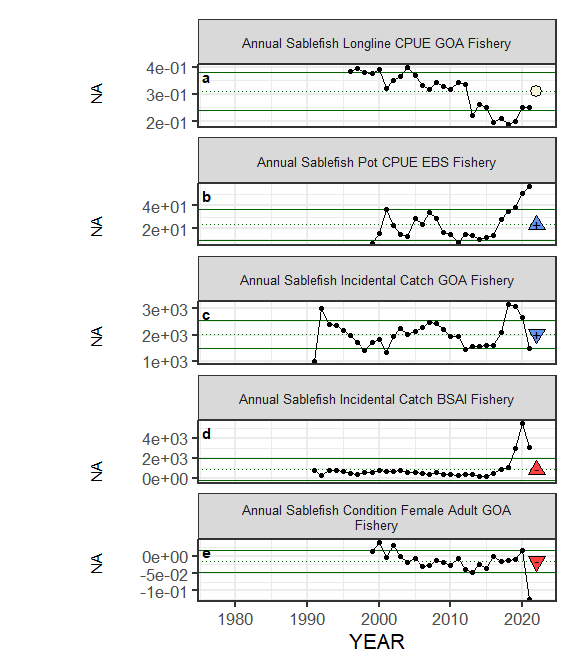 Annual Sablefish Longline CPUE GOA Fishery
4e-01
3e-01
2e-01
NA
a
Annual Sablefish Pot CPUE EBS Fishery
4e+01
2e+01
NA
b
+
Annual Sablefish Incidental Catch GOA Fishery
3e+03
2e+03
1e+03
NA
c
+
Annual Sablefish Incidental Catch BSAI Fishery
4e+03
2e+03
0e+00
NA
d
-
Annual Sablefish Condition Female Adult GOA
Fishery
0e+00
-5e-02
-1e-01
NA
e
-
1980 1990 2000 2010 2020
YEAR